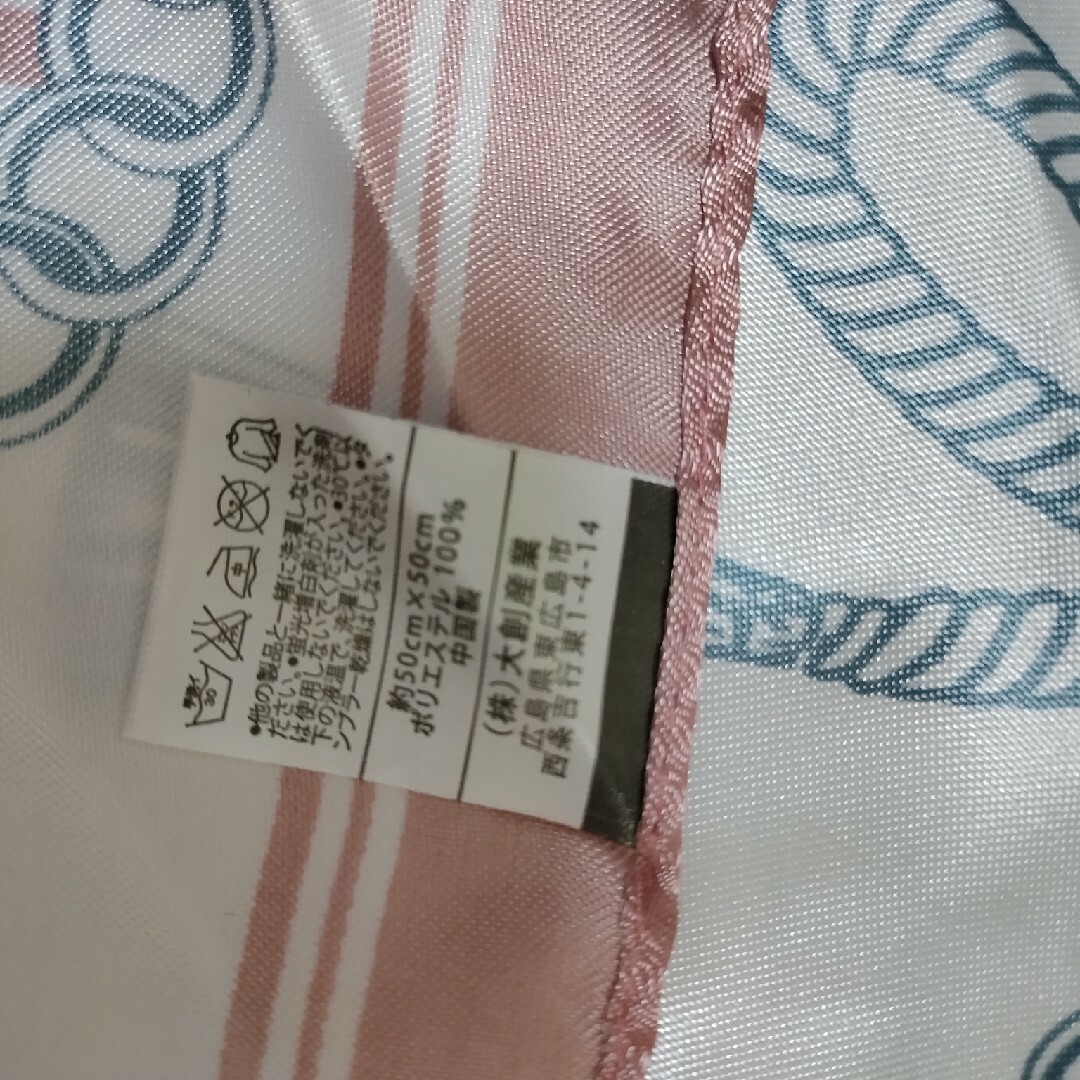 手洗イ
30
•他の製品と一緒に洗濯しないでく
ださい。•蛍光増白剤が入った洗剤
は使用しないでください。•30℃以
下の液温で、洗濯してください。•タ
ンブラー乾燥はしないでください。
約50cm×50cm
ポリエステル 100%
中国製
(株)大創産業
広島県東広島市
西条吉行東1-4-14